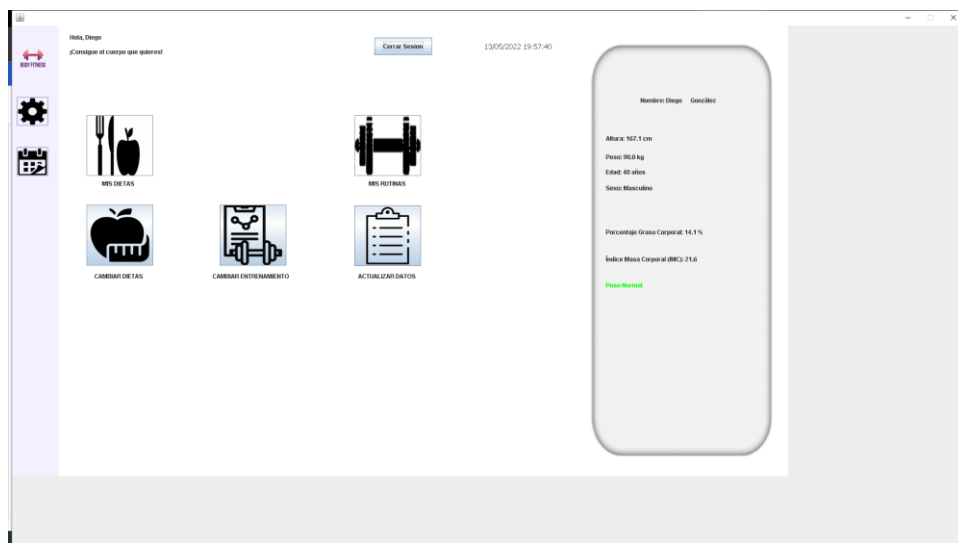 Hola, Diego
¡Consigue el cuerpo que quieres!
Cerrar Sesion
13/05/2022 19:57:40
BODY FITNESS
MIS DIETAS
MIS RUTINAS
CAMBIAR DIETAS
CAMBIAR ENTRENAMIENTO
ACTUALIZAR DATOS
Nombre: Diego González
Altura: 167.1 cm
Peso: 90.0 kg
Edad: 40 años
Sexo: Masculino
Porcentaje Grasa Corporal: 14.1 %
Índice Masa Corporal (IMC): 21.6
Peso Normal